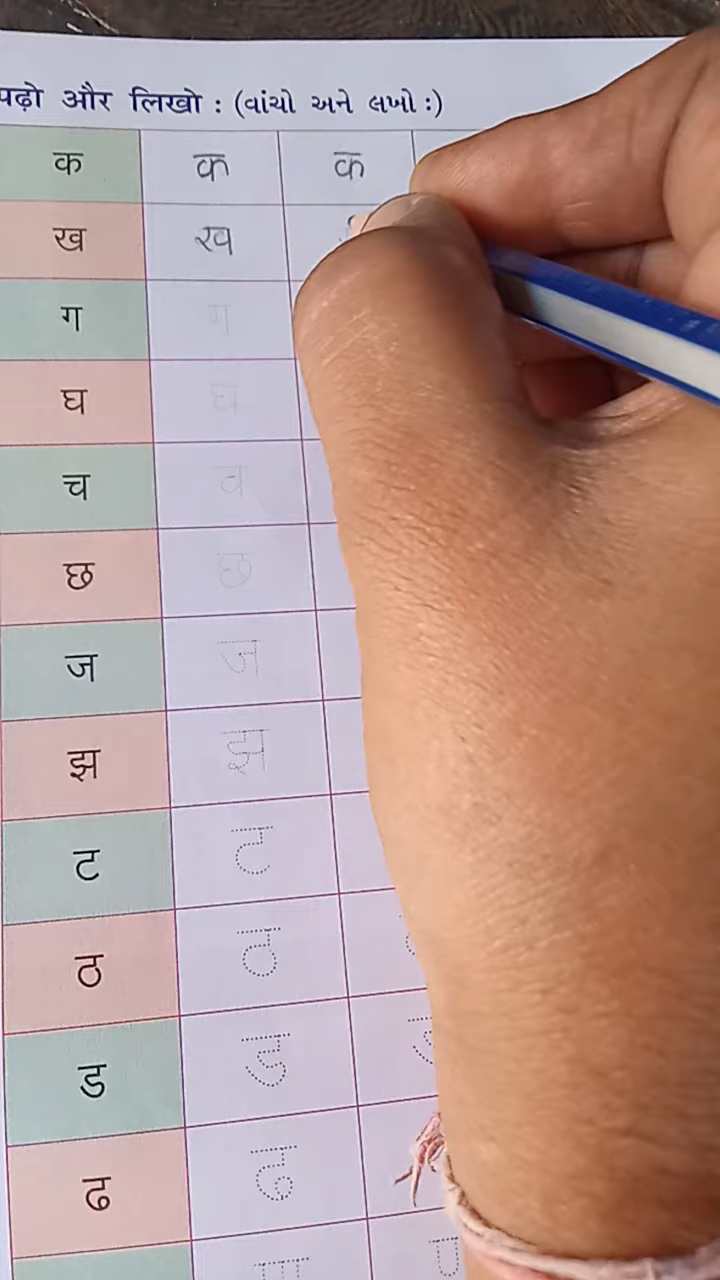 पढ़ो और लिखो : (વાંચો અને લખો :)
क क क
ख ख
ग ग
घ घ
च च
छ छ
ज ज
झ झ
ट ट
ठ ठ
ड ड ड
ढ ढ